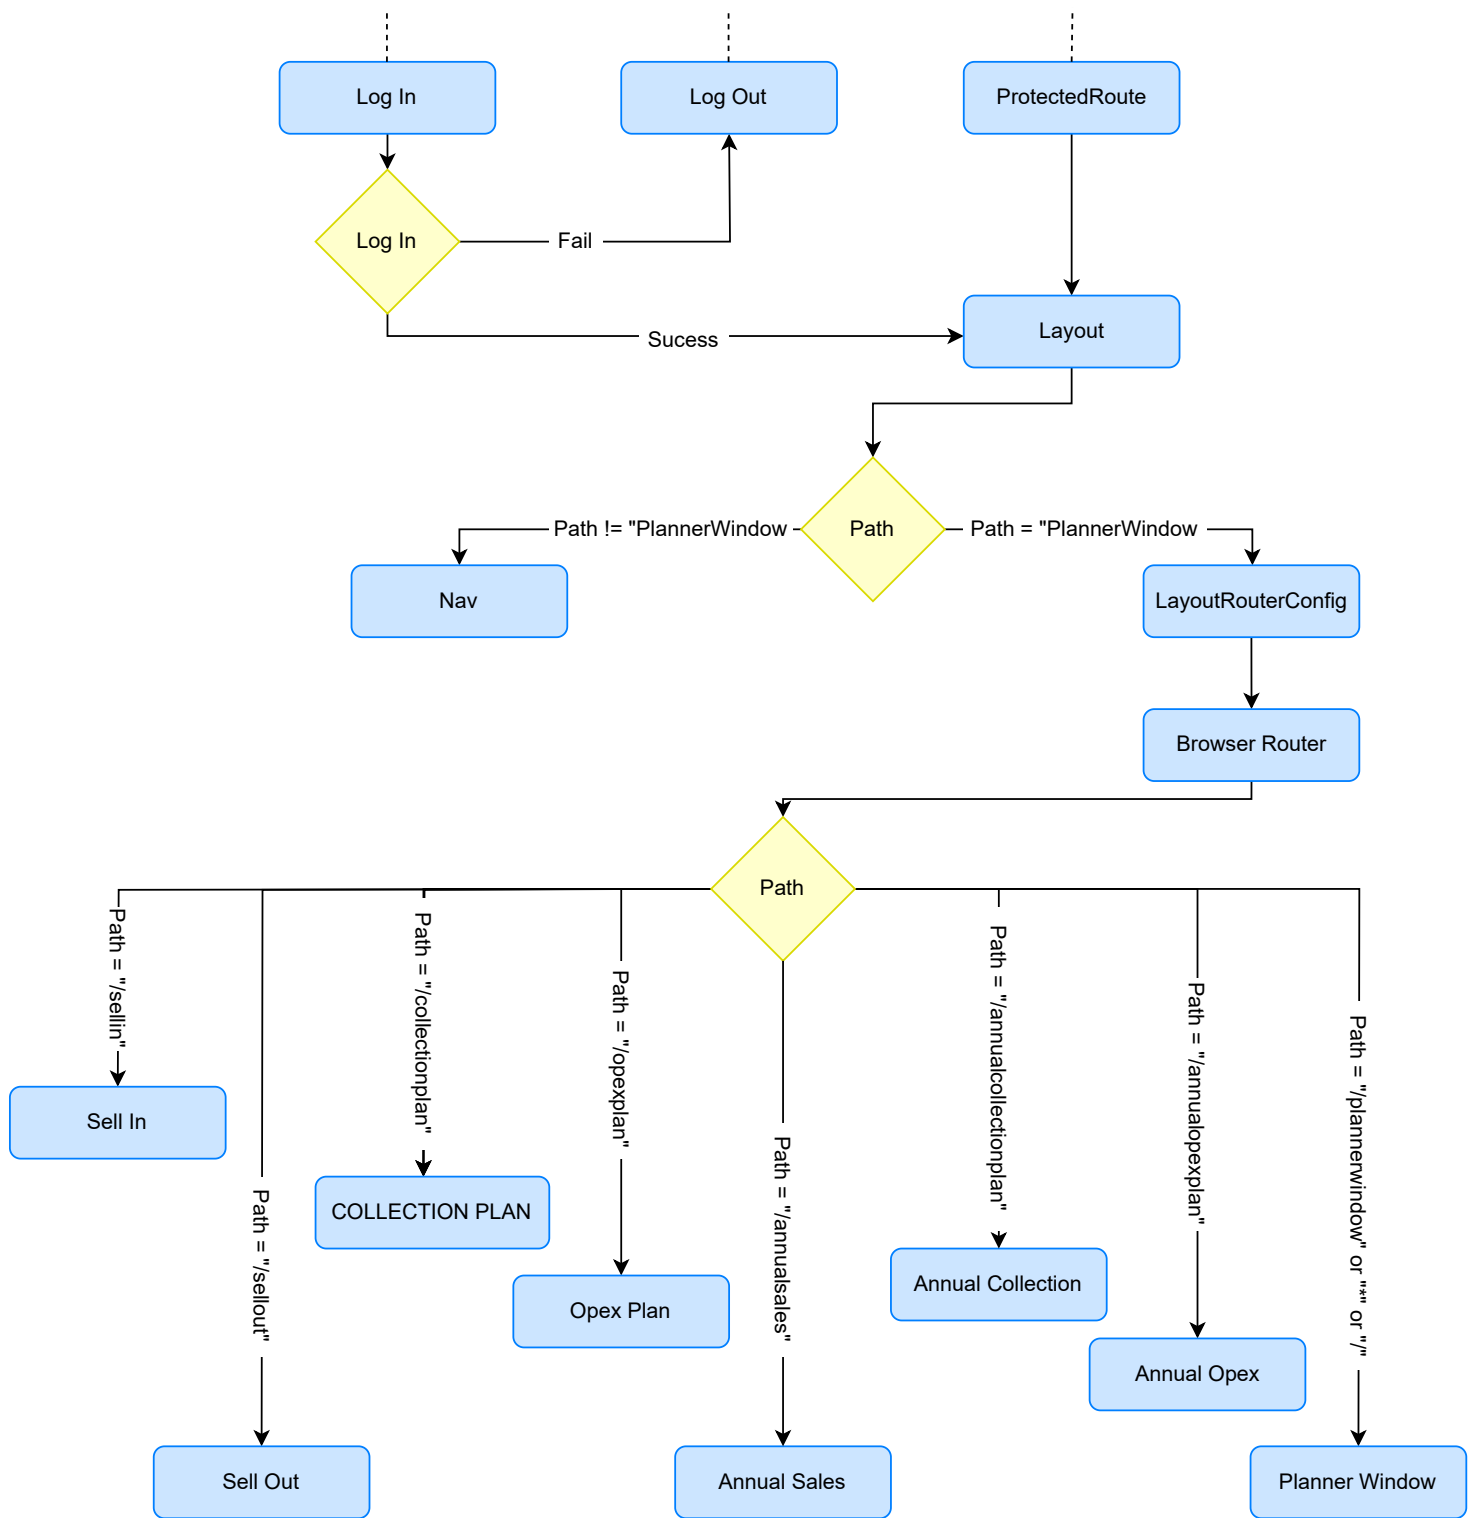 Log In
Log Out
ProtectedRoute
Log In
Fail
Layout
Sucess
Path != "PlannerWindow
Path
Path = "PlannerWindow
Nav
LayoutRouterConfig
Browser Router
Path
Path = "/sellin"
Path = "/sellout"
Path = "/collectionplan"
Path = "/opexplan"
Path = "/annualsales"
Path = "/annualcollectionplan"
Path = "/annualopexplan"
Path = "/plannerwindow" or "*" or "/"
Sell In
COLLECTION PLAN
Opex Plan
Annual Collection
Annual Opex
Sell Out
Annual Sales
Planner Window